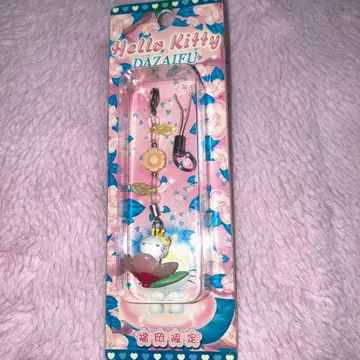 Hello Kitty
DAZAIFU
福岡限定